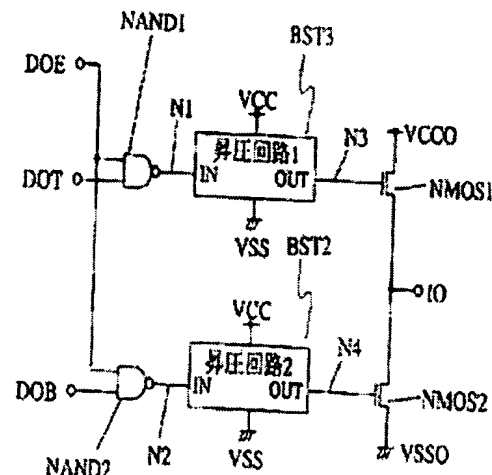 NAND1
BST3
DOE
VCC
N1
N3
VCCO
昇圧回路1
DOT
IN
OUT
NMOS1
VSS
BST2
VCC
IO
昇圧回路2
N4
DOB
IN
OUT
NMOS2
N2
VSS
VSSO
NAND2